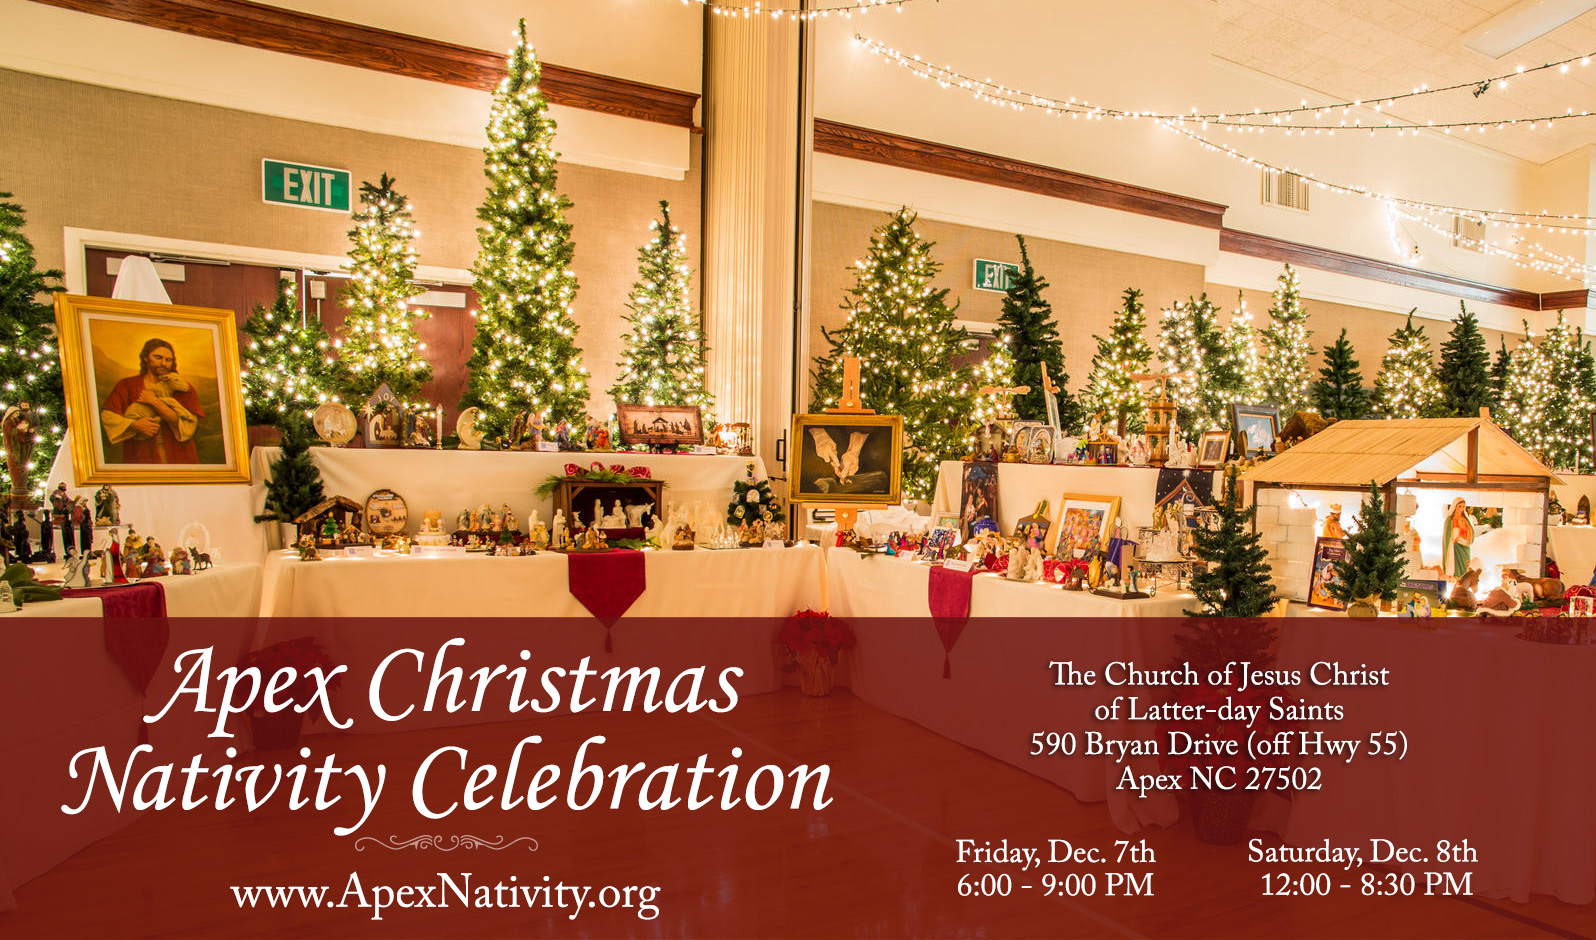 EXIT
EXIT
Apex Christmas
Nativity Celebration
www.ApexNativity.org
The Church of Jesus Christ
of Latter-day Saints
590 Bryan Drive (off Hwy 55)
Apex NC 27502
Friday, Dec. 7th
6:00 - 9:00 PM
Saturday, Dec. 8th
12:00 - 8:30 PM